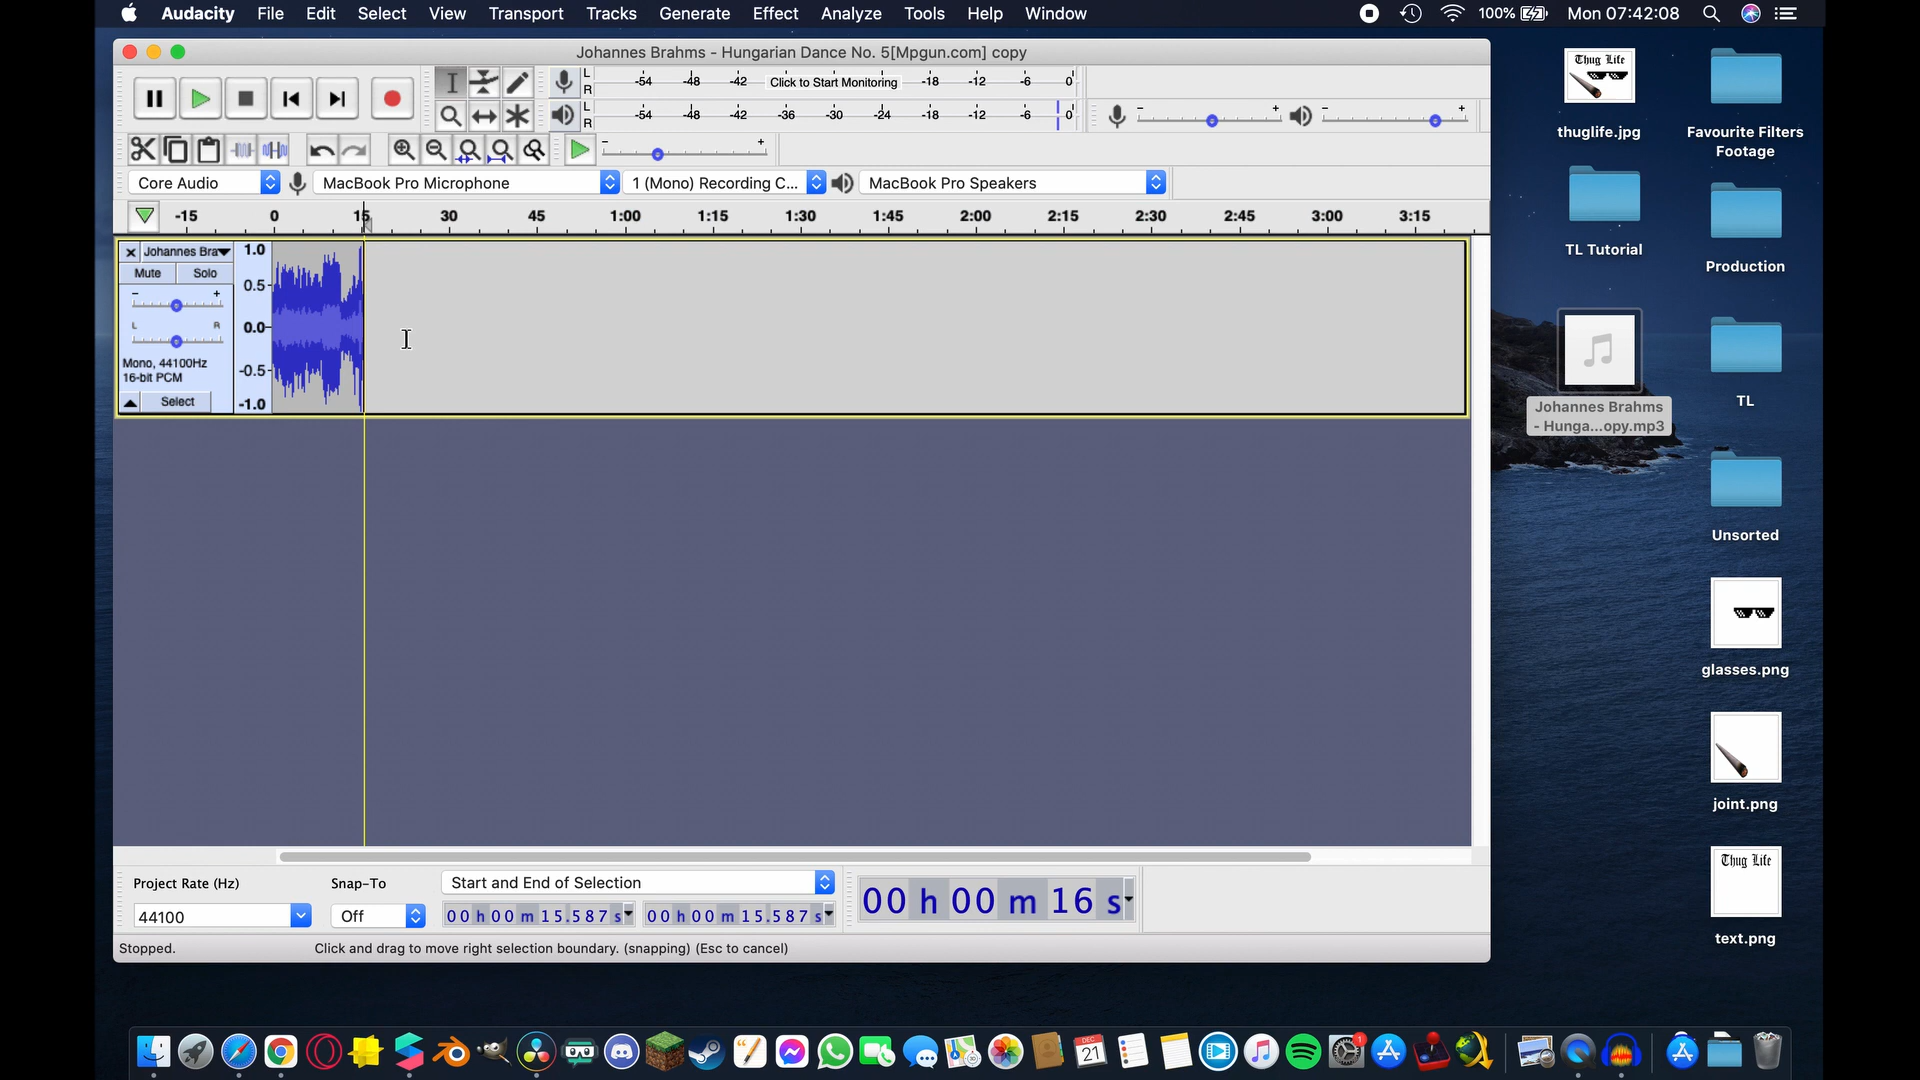 Audacity File Edit Select View Transport Tracks Generate Effect Analyze Tools Help Window 100% Mon 07:42:08
Johannes Brahms - Hungarian Dance No. 5[Mpgun.com] copy
L R -54 -48 -42 Click to Start Monitoring -18 -12 -6 0
L R -54 -48 -42 -36 -30 -24 -18 -12 -6 0 - + - +
- +
Core Audio MacBook Pro Microphone 1 (Mono) Recording C... MacBook Pro Speakers
-15 0 15 30 45 1:00 1:15 1:30 1:45 2:00 2:15 2:30 2:45 3:00 3:15
X Johannes Bra 1.0
Mute Solo
0.5
- +
L R
0.0
Mono, 44100Hz
16-bit PCM
-0.5
Select
-1.0
Project Rate (Hz) Snap-To Start and End of Selection
44100 Off 00 h 00 m 15.587 s 00 h 00 m 15.587 s 00 h 00 m 16 s
Stopped. Click and drag to move right selection boundary. (snapping) (Esc to cancel)
Thug Life
thuglife.jpg
Favourite Filters
Footage
TL Tutorial
Production
Johannes Brahms
- Hunga...opy.mp3
TL
Unsorted
glasses.png
joint.png
Thug Life
text.png
DEC
21
1